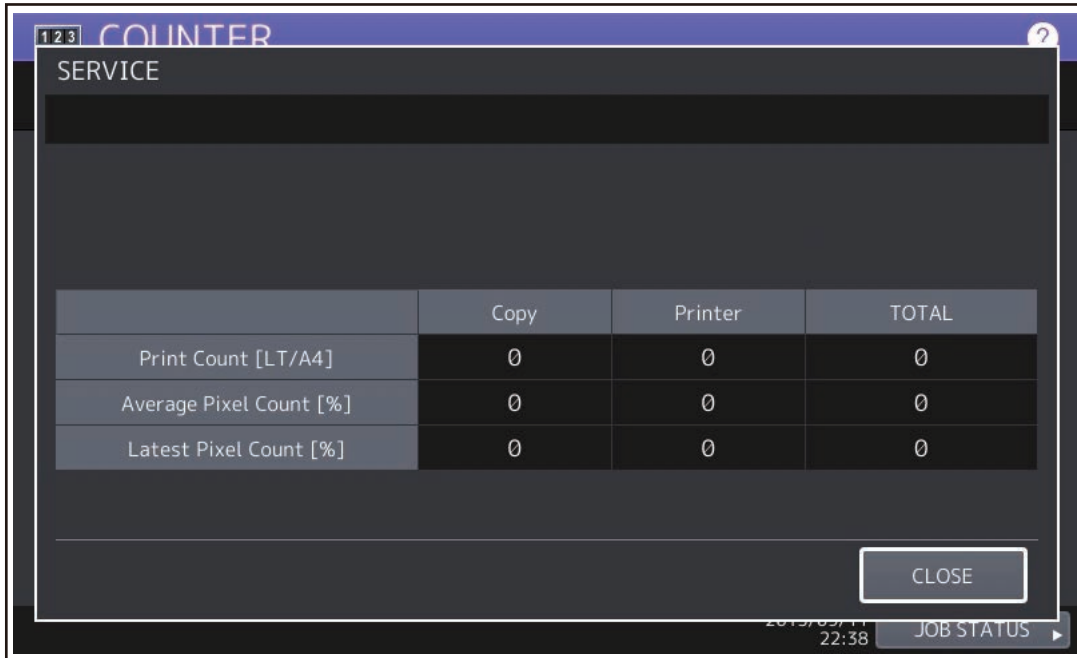 123 COUNTER ?
SERVICE
Copy Printer TOTAL
Print Count [LT/A4] 0 0 0
Average Pixel Count [%] 0 0 0
Latest Pixel Count [%] 0 0 0
CLOSE
22:38 JOB STATUS